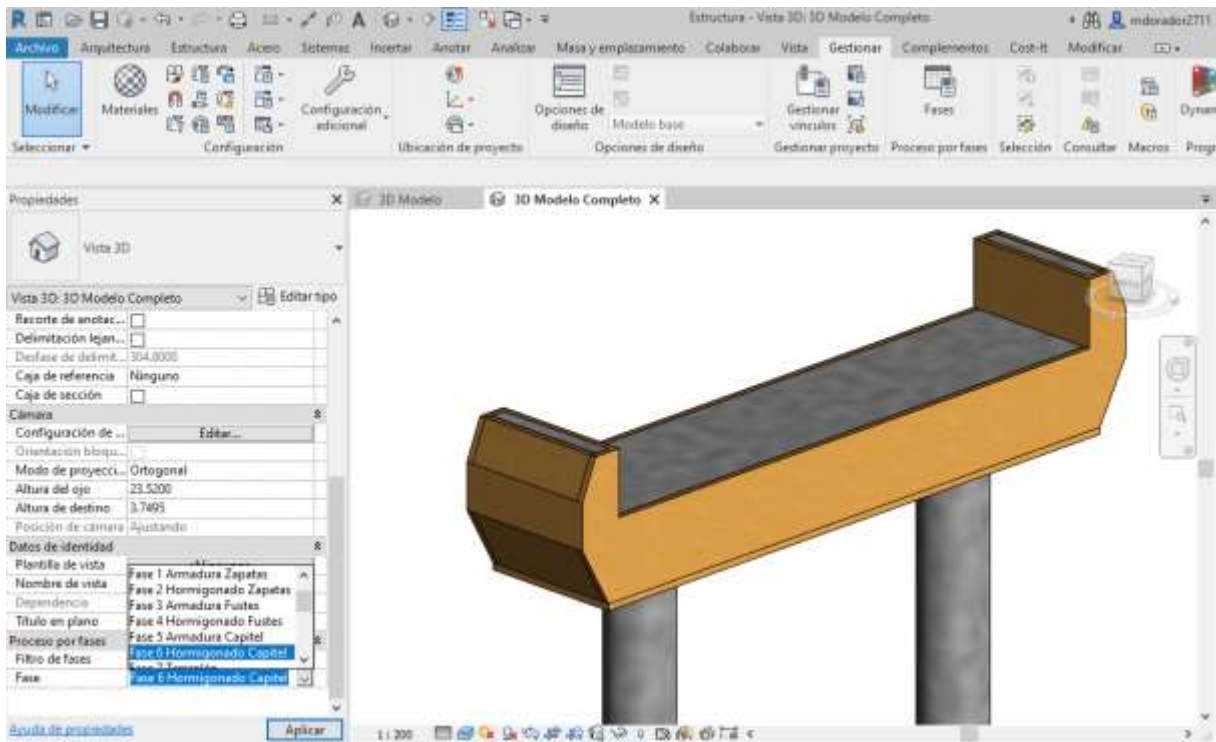 Estructura - Vista 3D: 3D Modelo Completo
mdorador2711
Archivo Arquitectura Estructura Acero Sistemas Insertar Anotar Analizar Masa y emplazamiento Colaborar Vista Gestionar Complementos Cost-It Modificar
Modificar Materiales Configuración adicional Opciones de diseño Modelo base Gestionar vínculos Fases Dynam
Seleccionar Configuración Ubicación de proyecto Opciones de diseño Gestionar proyecto Proceso por fases Selección Consultar Macros Progr
Propiedades
3D Modelo 3D Modelo Completo
Vista 3D
Vista 3D: 3D Modelo Completo Editar tipo
Recorte de anotac...
Delimitación lejan...
Desfase de delimit... 304.8000
Caja de referencia Ninguno
Caja de sección
Cámara
Configuración de ... Editar...
Orientación bloqu...
Modo de proyecci... Ortogonal
Altura del ojo 23.5200
Altura de destino 3.7495
Posición de cámara Ajustando
Datos de identidad
Plantilla de vista
Fase 1 Armadura Zapatas
Nombre de vista Fase 2 Hormigonado Zapatas
Dependencia Fase 3 Armadura Fustes
Título en plano Fase 4 Hormigonado Fustes
Proceso por fases Fase 5 Armadura Capitel
Fase 6 Hormigonado Capitel
Filtro de fases
Fase Fase 6 Hormigonado Capitel
Ayuda de propiedades Aplicar
1 : 200